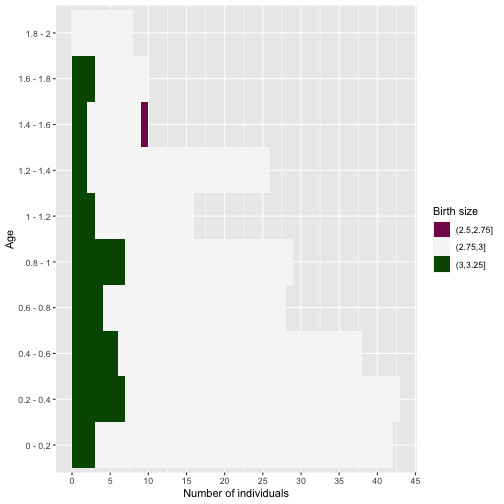 1.8 - 2
1.6 - 1.8
1.4 - 1.6
1.2 - 1.4
1 - 1.2
0.8 - 1
0.6 - 0.8
0.4 - 0.6
0.2 - 0.4
0 - 0.2
Age
0 5 10 15 20 25 30 35 40 45
Number of individuals
Birth size
(2.5,2.75]
(2.75,3]
(3,3.25]